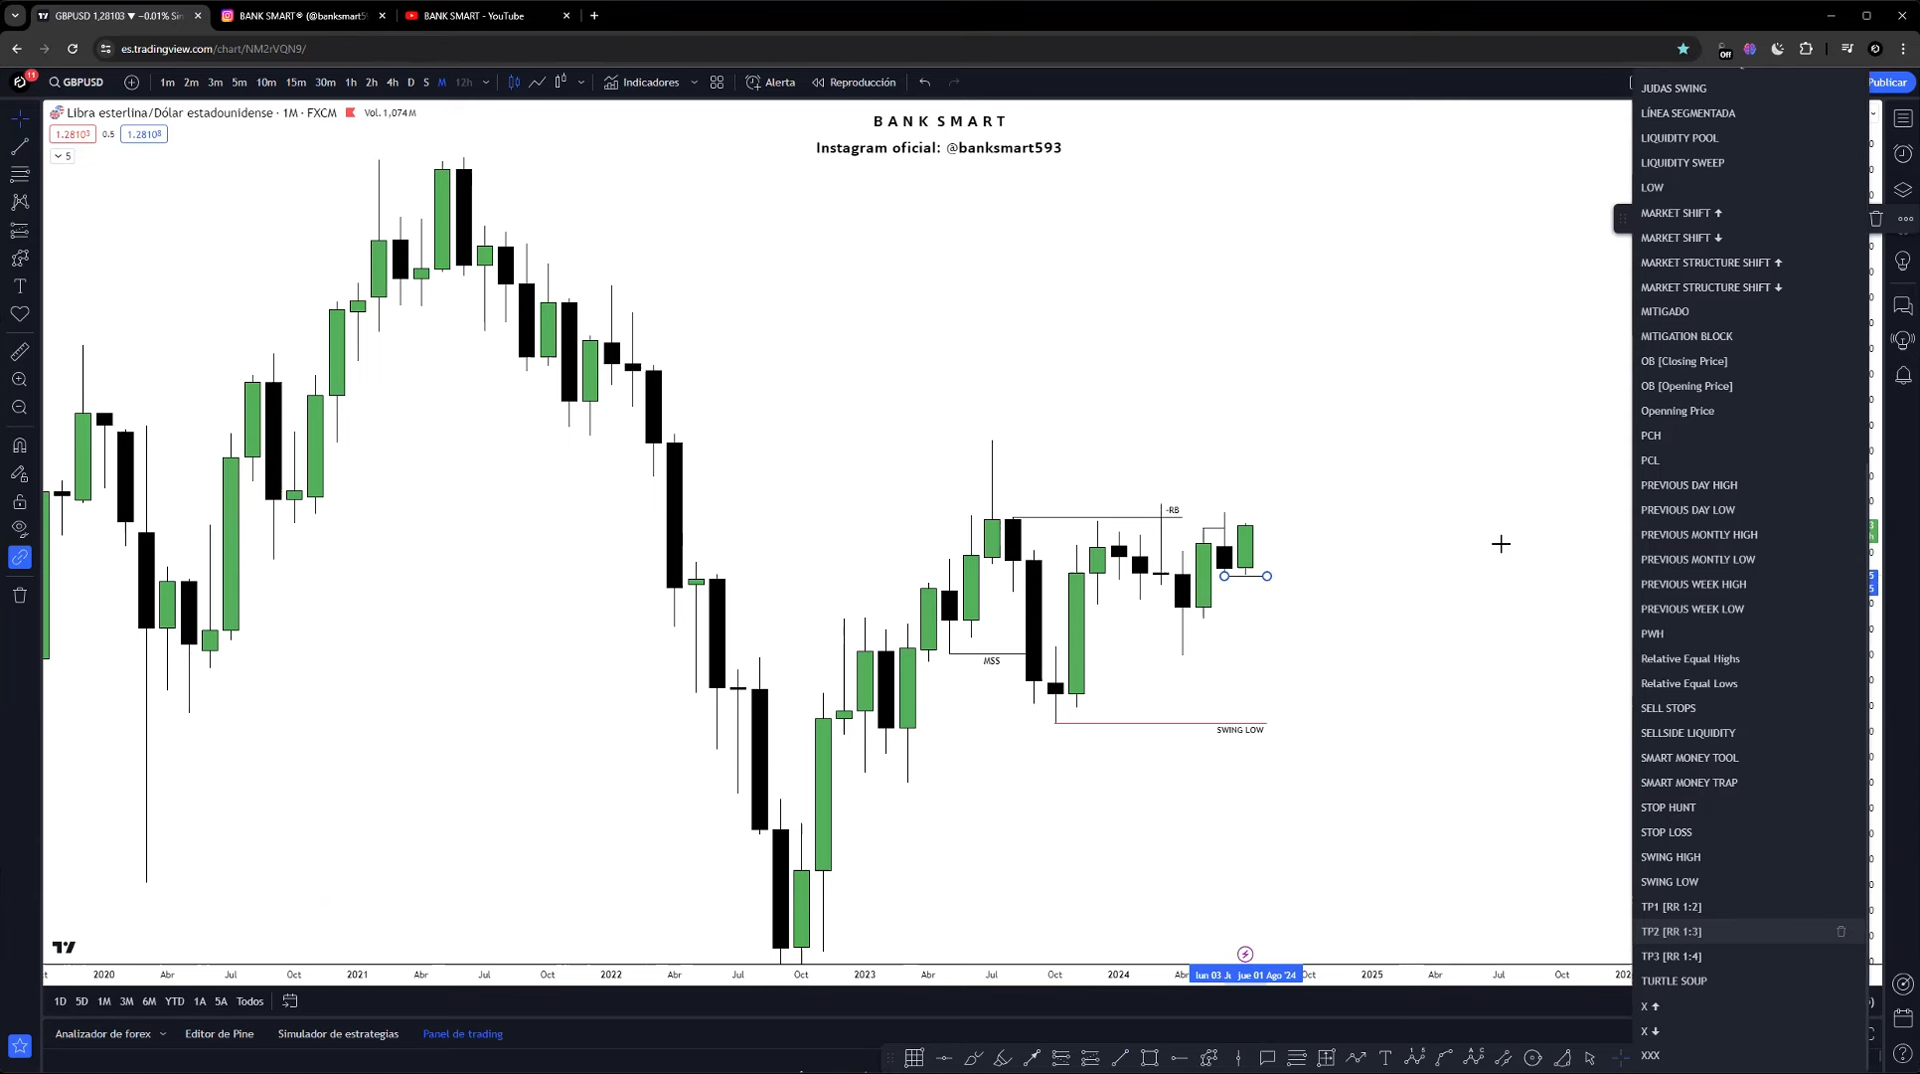 GBPUSD 1,28103 ▼ −0.01% Sir
BANK SMART® (@banksmart59
BANK SMART - YouTube
es.tradingview.com/chart/NM2rVQN9/
Off
11
GBPUSD
1m 2m 3m 5m 10m 15m 30m 1h 2h 4h D S M 12h
Indicadores
Alerta
Reproducción
Publicar
Libra esterlina/Dólar estadounidense · 1M · FXCM
Vol. 1,074 M
1.28103
0.5
1.28108
5
BANK SMART
Instagram oficial: @banksmart593
-RB
MSS
SWING LOW
JUDAS SWING
LÍNEA SEGMENTADA
LIQUIDITY POOL
LIQUIDITY SWEEP
LOW
MARKET SHIFT ⬆
MARKET SHIFT ⬇
MARKET STRUCTURE SHIFT ⬆
MARKET STRUCTURE SHIFT ⬇
MITIGADO
MITIGATION BLOCK
OB [Closing Price]
OB [Opening Price]
Openning Price
PCH
PCL
PREVIOUS DAY HIGH
PREVIOUS DAY LOW
PREVIOUS MONTLY HIGH
PREVIOUS MONTLY LOW
PREVIOUS WEEK HIGH
PREVIOUS WEEK LOW
PWH
Relative Equal Highs
Relative Equal Lows
SELL STOPS
SELLSIDE LIQUIDITY
SMART MONEY TOOL
SMART MONEY TRAP
STOP HUNT
STOP LOSS
SWING HIGH
SWING LOW
TP1 [RR 1:2]
TP2 [RR 1:3]
TP3 [RR 1:4]
TURTLE SOUP
X ⬆
X ⬇
XXX
2020 Abr Jul Oct 2021 Abr Jul Oct 2022 Abr Jul Oct 2023 Abr Jul Oct 2024 Abr lun 03 J jue 01 Ago '24 Oct 2025 Abr Jul Oct
1D 5D 1M 3M 6M YTD 1A 5A Todos
Analizador de forex
Editor de Pine
Simulador de estrategias
Panel de trading